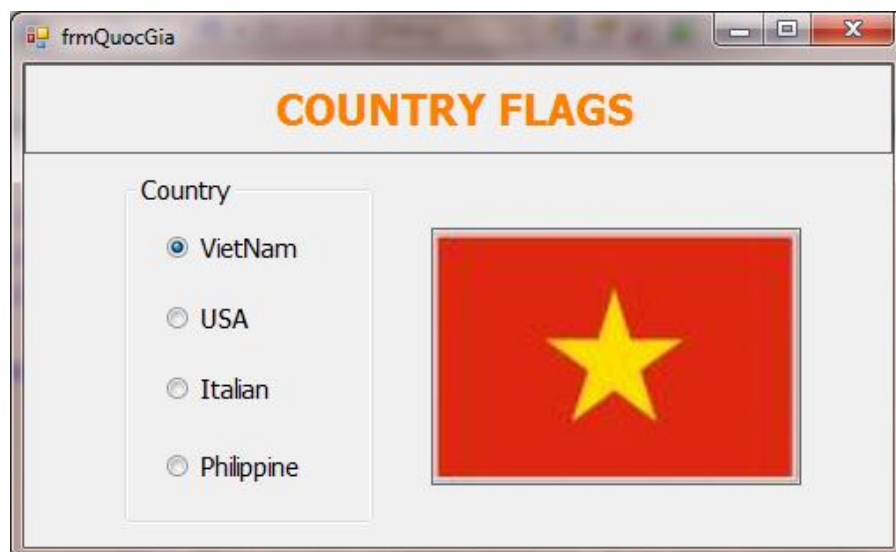 frmQuocGia
COUNTRY FLAGS
Country
VietNam
USA
Italian
Philippine